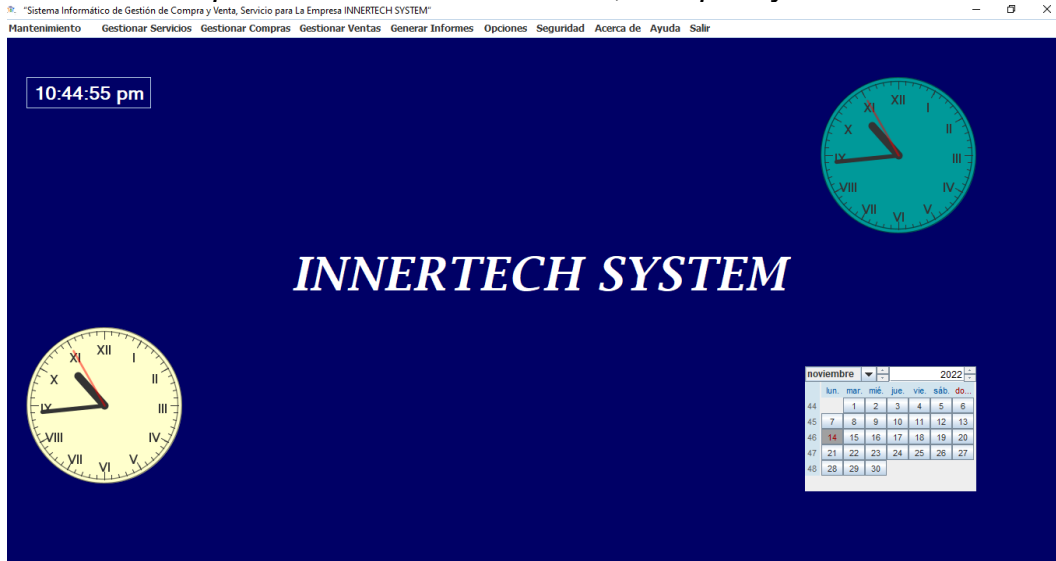 "Sistema Informático de Gestión de Compra y Venta, Servicio para La Empresa INNERTECH SYSTEM"
Mantenimiento Gestionar Servicios Gestionar Compras Gestionar Ventas Generar Informes Opciones Seguridad Acerca de Ayuda Salir
10:44:55 pm
XII I II III IV V VI VII VIII IX X XI
INNERTECH SYSTEM
XII I II III IV V VI VII VIII IX X XI
noviembre 2022
lun. mar. mié. jue. vie. sáb. do...
44 1 2 3 4 5 6
45 7 8 9 10 11 12 13
46 14 15 16 17 18 19 20
47 21 22 23 24 25 26 27
48 28 29 30